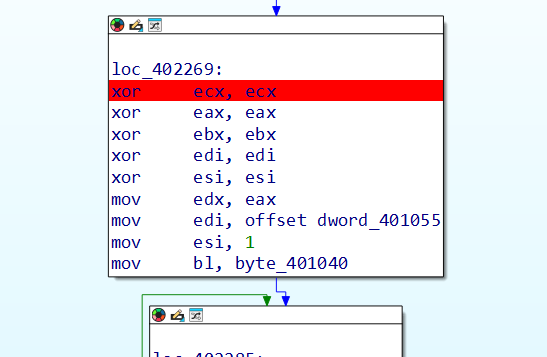 loc_402269:
xor ecx, ecx
xor eax, eax
xor ebx, ebx
xor edi, edi
xor esi, esi
mov edx, eax
mov edi, offset dword_401055
mov esi, 1
mov bl, byte_401040